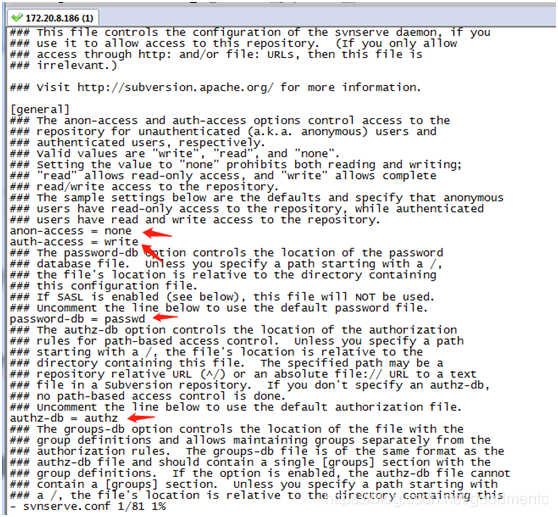 172.20.8.186 (1)
### This file controls the configuration of the svnserve daemon, if you
### use it to allow access to this repository.  (If you only allow
### access through http: and/or file: URLs, then this file is
### irrelevant.)
### Visit http://subversion.apache.org/ for more information.
[general]
### The anon-access and auth-access options control access to the
### repository for unauthenticated (a.k.a. anonymous) users and
### authenticated users, respectively.
### Valid values are "write", "read", and "none".
### Setting the value to "none" prohibits both reading and writing;
### "read" allows read-only access, and "write" allows complete
### read/write access to the repository.
### The sample settings below are the defaults and specify that anonymous
### users have read-only access to the repository, while authenticated
### users have read and write access to the repository.
anon-access = none
auth-access = write
### The password-db option controls the location of the password
### database file.  Unless you specify a path starting with a /,
### the file's location is relative to the directory containing
### this configuration file.
### If SASL is enabled (see below), this file will NOT be used.
### Uncomment the line below to use the default password file.
password-db = passwd
### The authz-db option controls the location of the authorization
### rules for path-based access control.  Unless you specify a path
### starting with a /, the file's location is relative to the
### directory containing this file.  The specified path may be a
### repository relative URL (^/) or an absolute file:// URL to a text
### file in a Subversion repository.  If you don't specify an authz-db,
### no path-based access control is done.
### Uncomment the line below to use the default authorization file.
authz-db = authz
### The groups-db option controls the location of the file with the
### group definitions and allows maintaining groups separately from the
### authorization rules.  The groups-db file is of the same format as the
### authz-db file and should contain a single [groups] section with the
### group definitions.  If the option is enabled, the authz-db file cannot
### contain a [groups] section.  Unless you specify a path starting with
### a /, the file's location is relative to the directory containing this
- svnserve.conf 1/81 1%